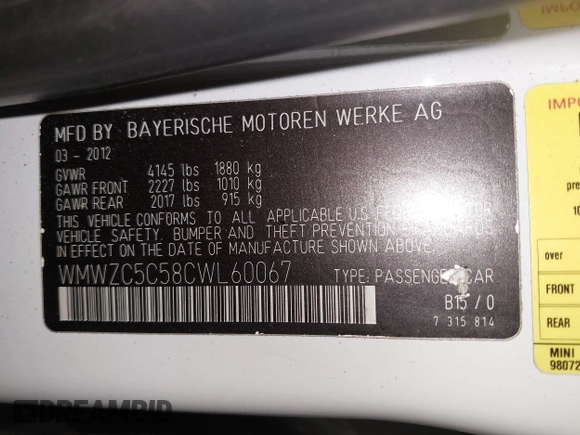 MFD BY BAYERISCHE MOTOREN WERKE AG
03 - 2012
GVWR 4145 lbs 1880 kg
GAWR FRONT 2227 lbs 1010 kg
GAWR REAR 2017 lbs 915 kg
THIS VEHICLE CONFORMS TO ALL APPLICABLE U.S. MOTOR
VEHICLE SAFETY, BUMPER AND THEFT PREVENTION STANDARDS
IN EFFECT ON THE DATE OF MANUFACTURE SHOWN ABOVE.
WMWZC5C58CWL60067 TYPE: PASSENGER CAR
B15 / 0
7 315 814
over
FRONT
REAR
MINI
98072
DREAMBID